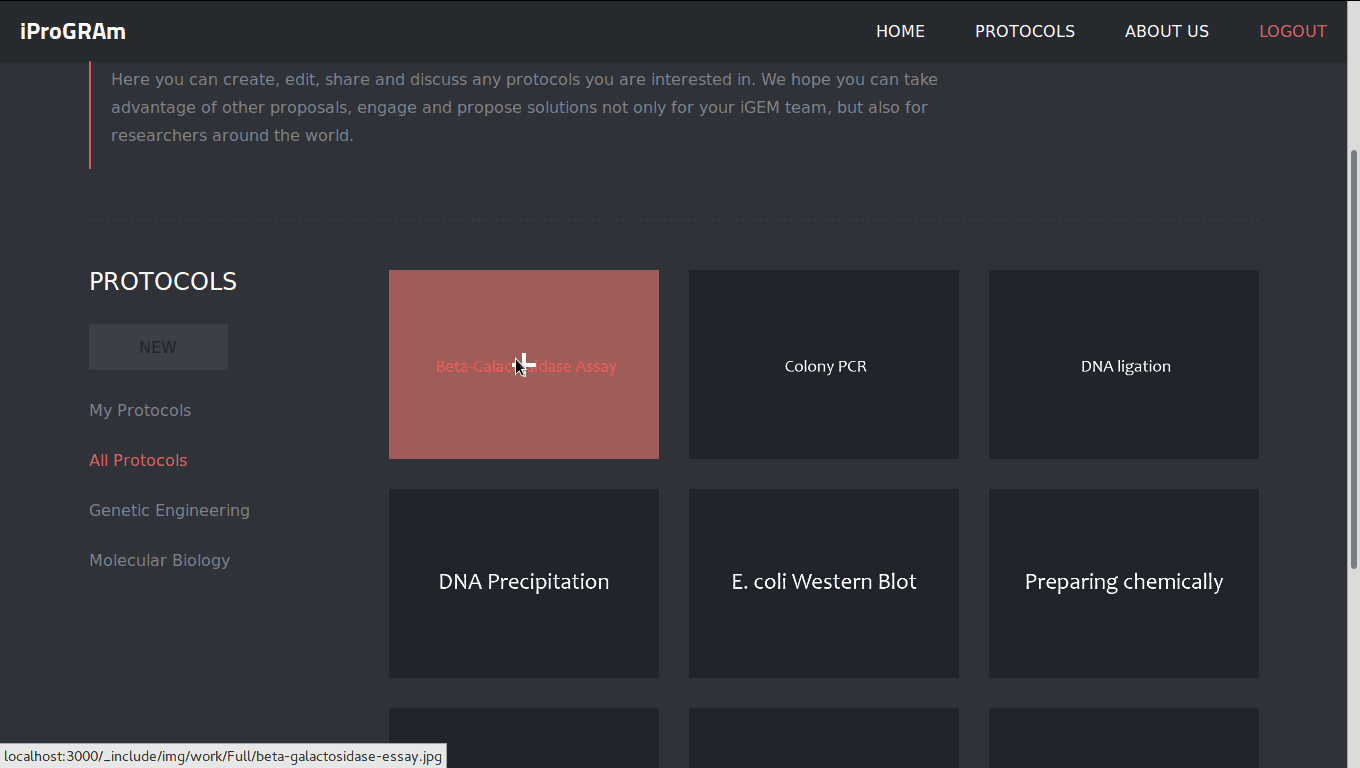 iProGRAm
HOME PROTOCOLS ABOUT US LOGOUT
Here you can create, edit, share and discuss any protocols you are interested in. We hope you can take
advantage of other proposals, engage and propose solutions not only for your iGEM team, but also for
researchers around the world.
PROTOCOLS
NEW
My Protocols
All Protocols
Genetic Engineering
Molecular Biology
Beta-Galactosidase Assay
Colony PCR
DNA ligation
DNA Precipitation
E. coli Western Blot
Preparing chemically
localhost:3000/_include/img/work/Full/beta-galactosidase-essay.jpg